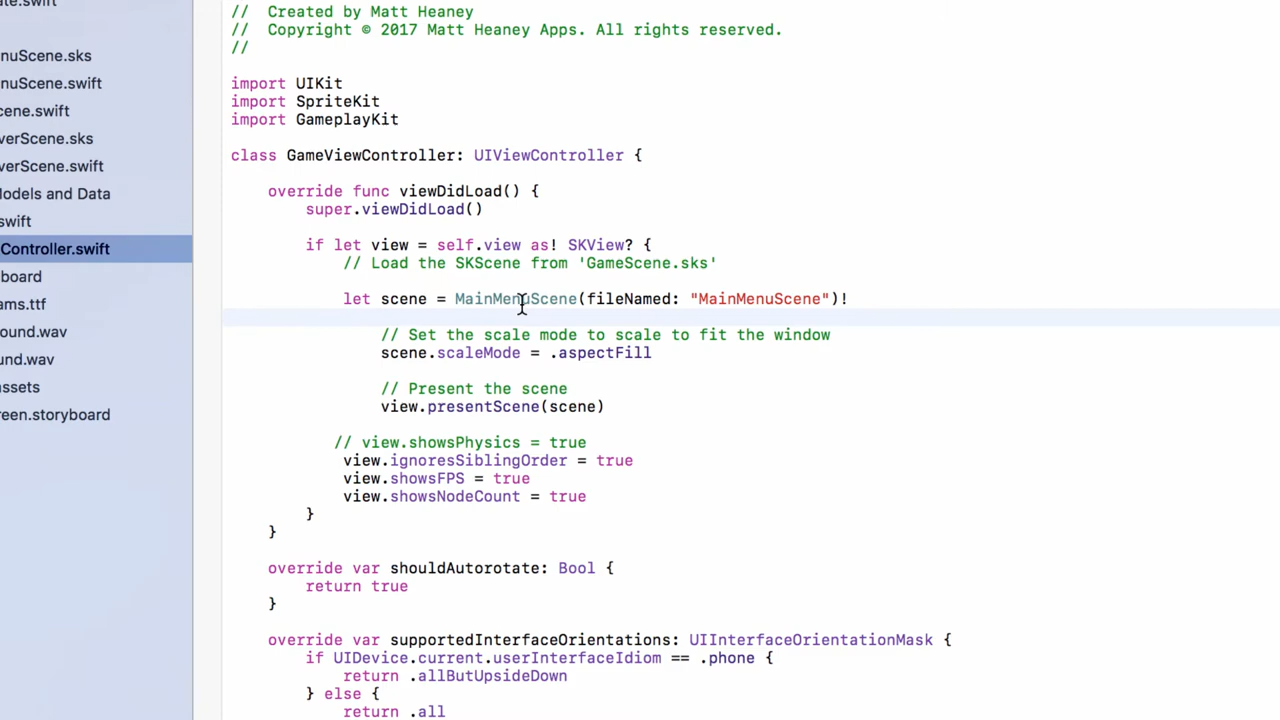 ate.swift
nuScene.sks
nuScene.swift
cene.swift
verScene.sks
verScene.swift
Models and Data
swift
Controller.swift
board
ams.ttf
ound.wav
und.wav
assets
reen.storyboard
//  Created by Matt Heaney
//  Copyright © 2017 Matt Heaney Apps. All rights reserved.
//
import UIKit
import SpriteKit
import GameplayKit
class GameViewController: UIViewController {
override func viewDidLoad() {
super.viewDidLoad()
if let view = self.view as! SKView? {
// Load the SKScene from 'GameScene.sks'
let scene = MainMenuScene(fileNamed: "MainMenuScene")!
// Set the scale mode to scale to fit the window
scene.scaleMode = .aspectFill
// Present the scene
view.presentScene(scene)
// view.showsPhysics = true
view.ignoresSiblingOrder = true
view.showsFPS = true
view.showsNodeCount = true
}
}
override var shouldAutorotate: Bool {
return true
}
override var supportedInterfaceOrientations: UIInterfaceOrientationMask {
if UIDevice.current.userInterfaceIdiom == .phone {
return .allButUpsideDown
} else {
return .all